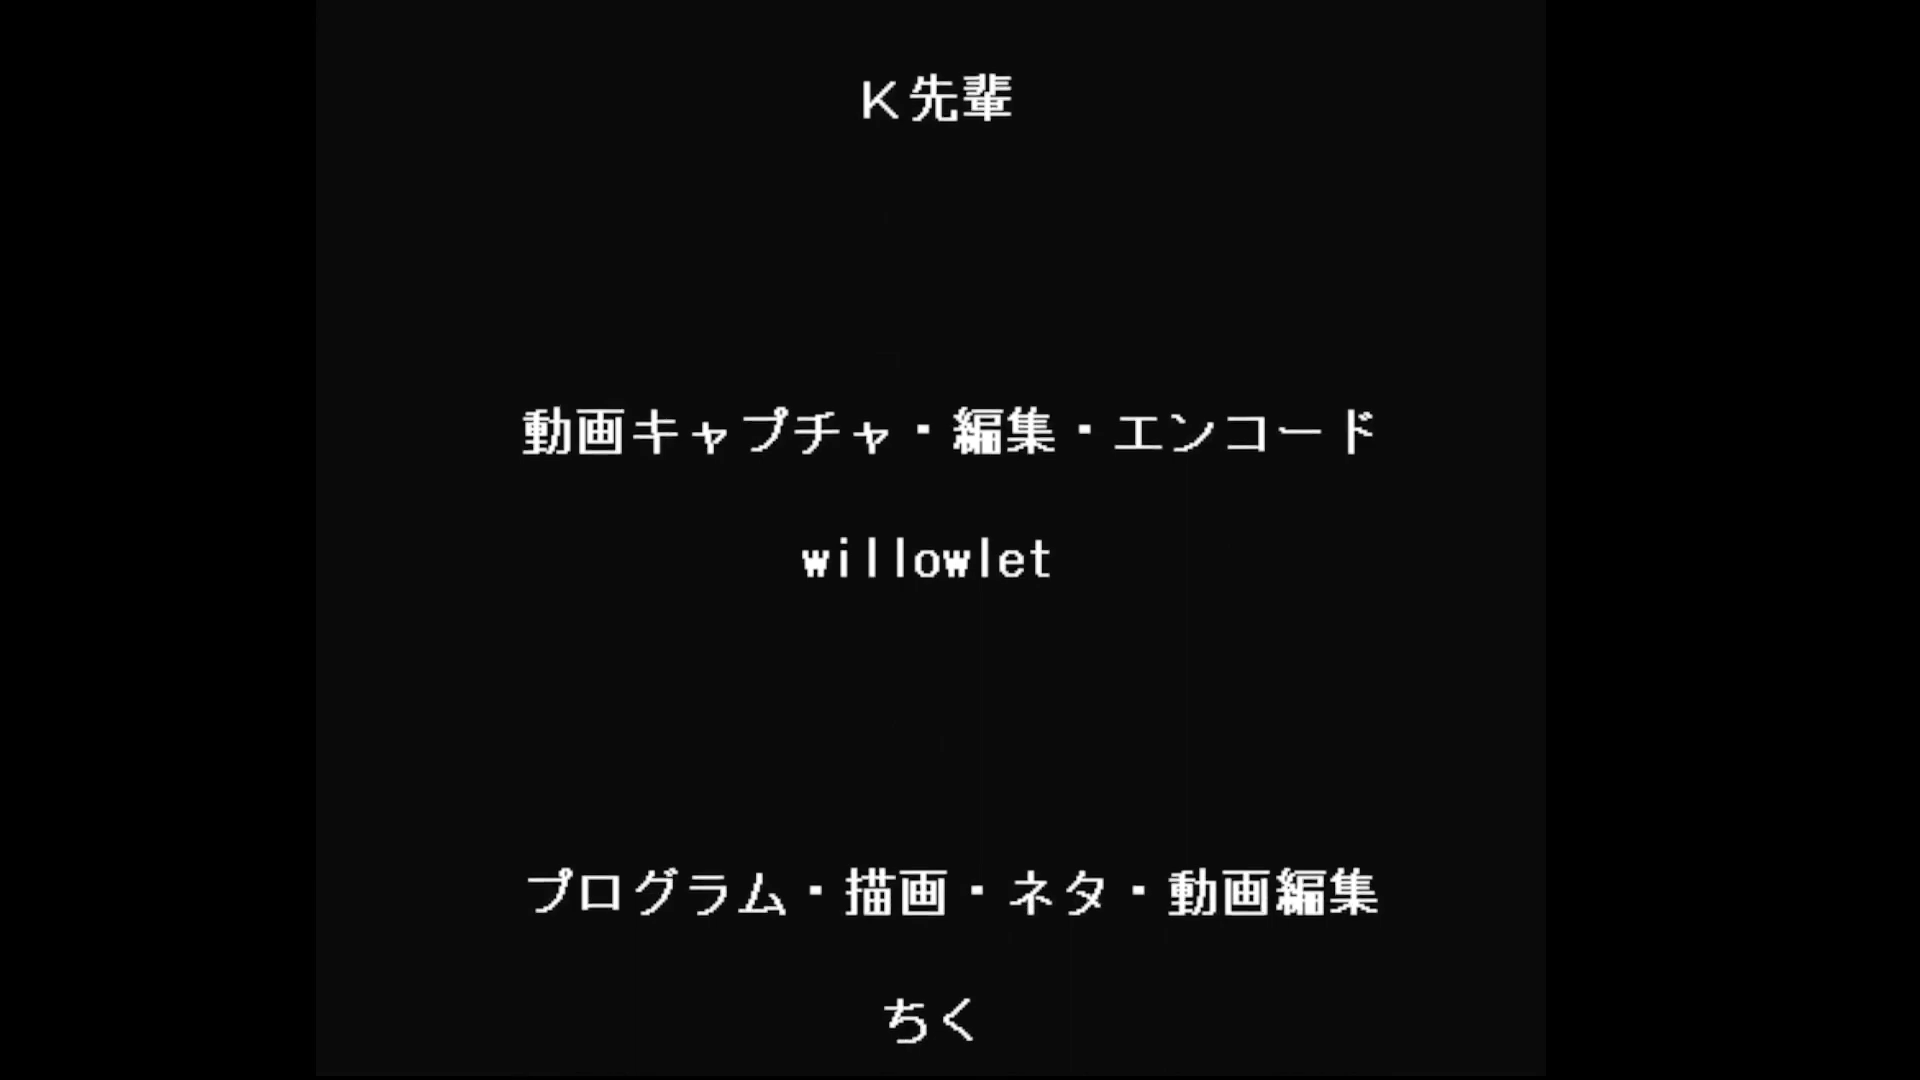 K先輩
動画キャプチャ・編集・エンコード
willowlet
プログラム・描画・ネタ・動画編集
ちく